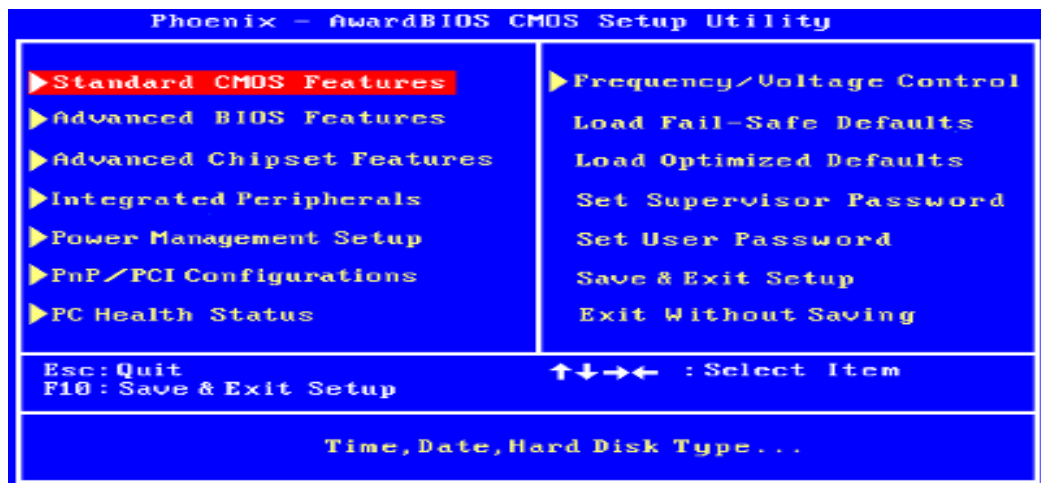 Phoenix - AwardBIOS CMOS Setup Utility
Standard CMOS Features
Advanced BIOS Features
Advanced Chipset Features
Integrated Peripherals
Power Management Setup
PnP/PCI Configurations
PC Health Status
Frequency/Voltage Control
Load Fail-Safe Defaults
Load Optimized Defaults
Set Supervisor Password
Set User Password
Save & Exit Setup
Exit Without Saving
Esc:Quit
F10:Save & Exit Setup
↑↓→← :Select Item
Time,Date,Hard Disk Type...